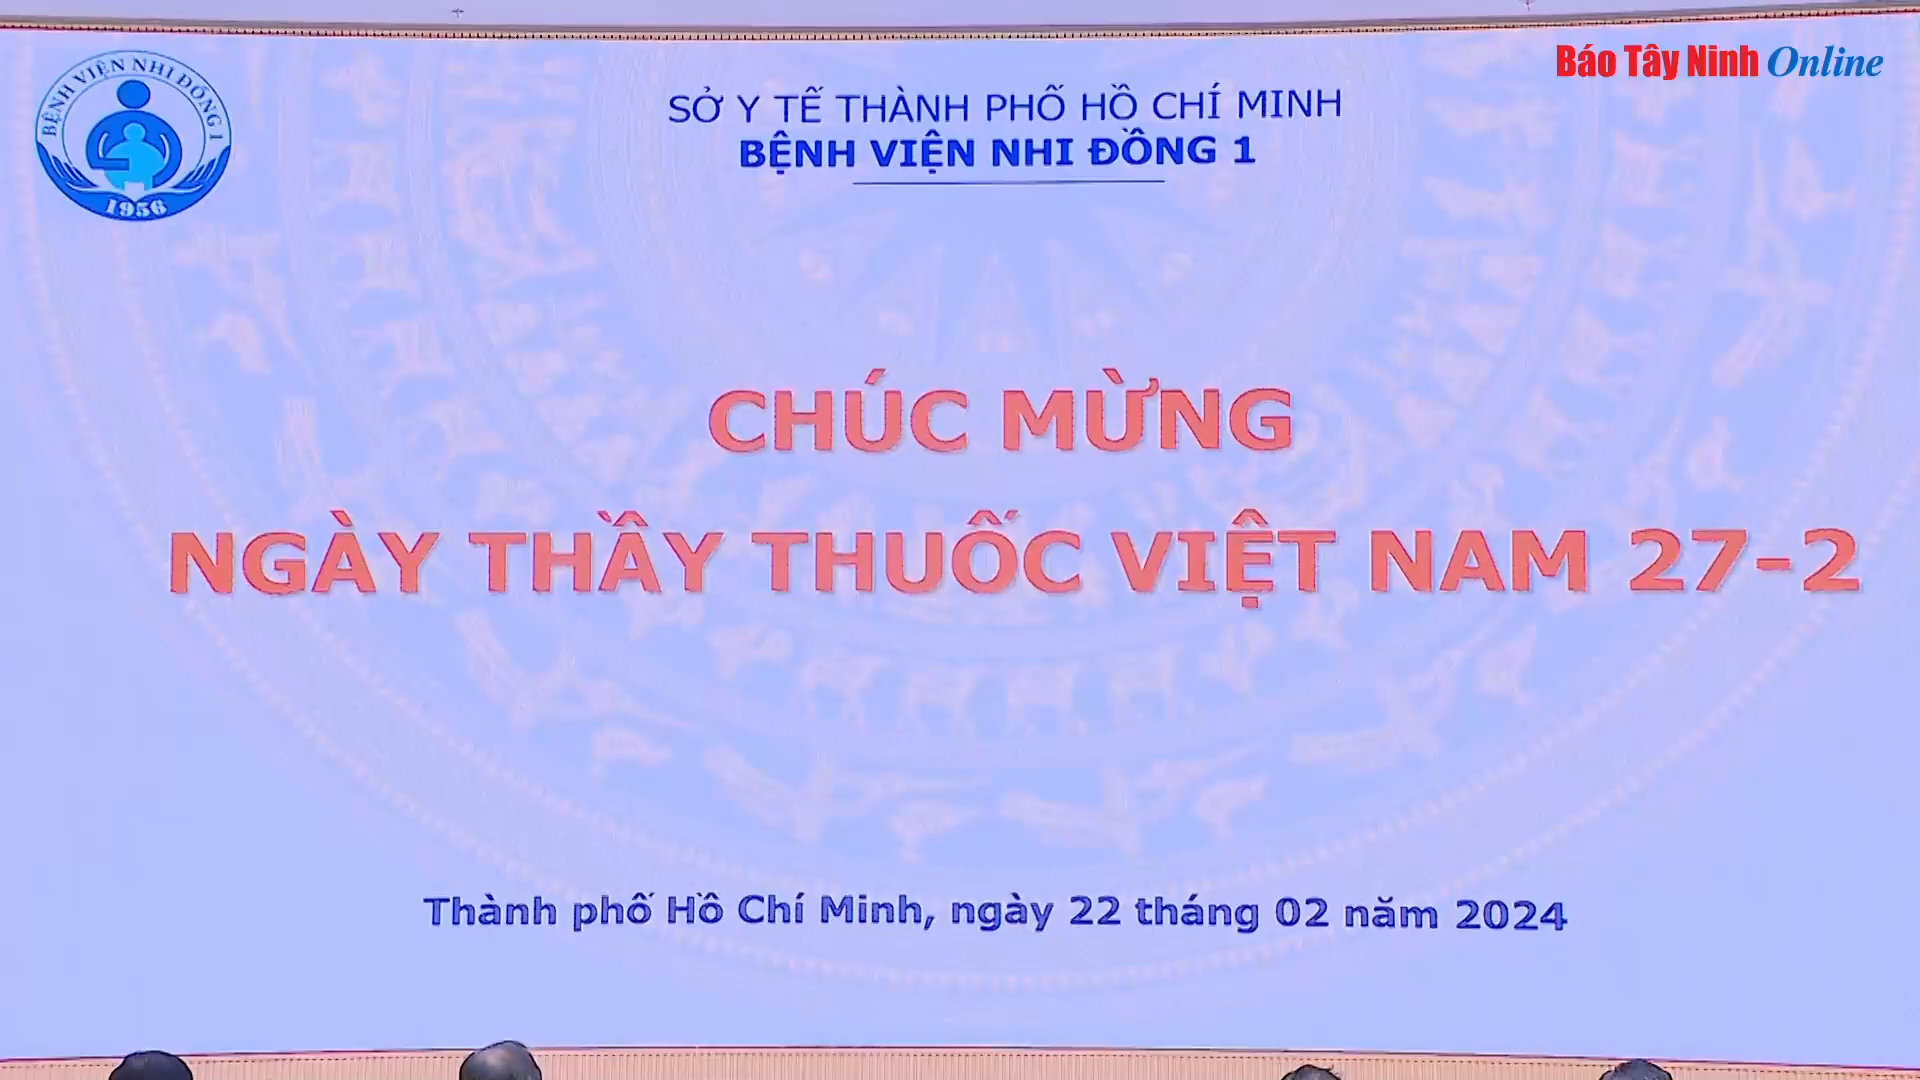 BỆNH VIỆN NHI ĐỒNG 1
1956
Báo Tây Ninh Online
SỞ Y TẾ THÀNH PHỐ HỒ CHÍ MINH
BỆNH VIỆN NHI ĐỒNG 1
CHÚC MỪNG
NGÀY THẦY THUỐC VIỆT NAM 27-2
Thành phố Hồ Chí Minh, ngày 22 tháng 02 năm 2024